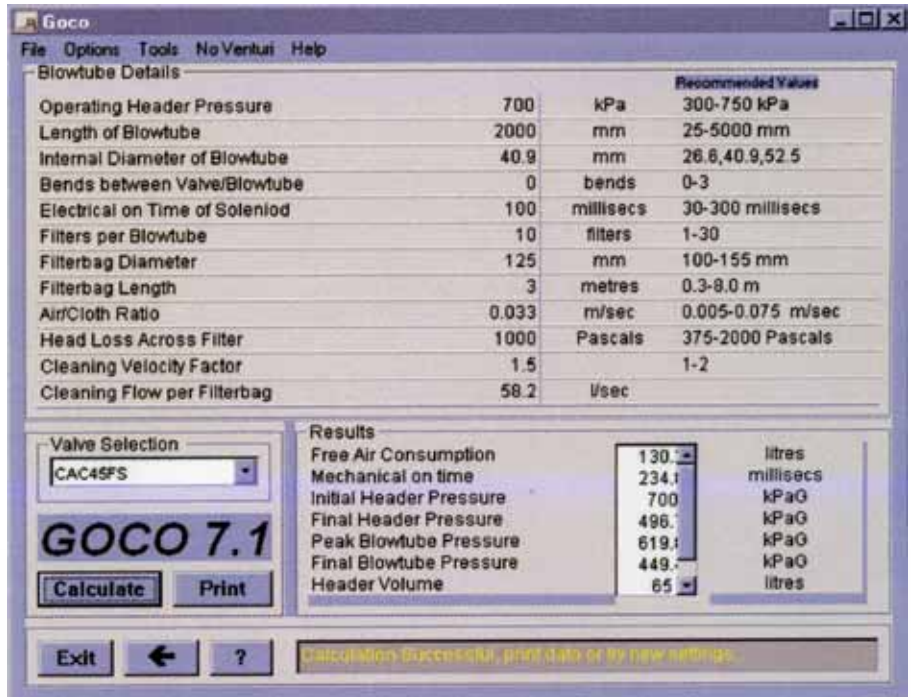 Goco
File Options Tools No Venturi Help
Blowtube Details
Recommended Values
Operating Header Pressure 700 kPa 300-750 kPa
Length of Blowtube 2000 mm 25-5000 mm
Internal Diameter of Blowtube 40.9 mm 26.6,40.9,52.5
Bends between Valve/Blowtube 0 bends 0-3
Electrical on Time of Soleniod 100 millisecs 30-300 millisecs
Filters per Blowtube 10 filters 1-30
Filterbag Diameter 125 mm 100-155 mm
Filterbag Length 3 metres 0.3-8.0 m
Air/Cloth Ratio 0.033 m/sec 0.005-0.075 m/sec
Head Loss Across Filter 1000 Pascals 375-2000 Pascals
Cleaning Velocity Factor 1.5 1-2
Cleaning Flow per Filterbag 58.2 l/sec
Valve Selection
CAC45FS
GOCO 7.1
Calculate Print
Results
Free Air Consumption 130. litres
Mechanical on time 234. millisecs
Initial Header Pressure 700 kPaG
Final Header Pressure 496. kPaG
Peak Blowtube Pressure 619. kPaG
Final Blowtube Pressure 449. kPaG
Header Volume 65 litres
Exit ?
Calculation Successful, print data or try new settings.